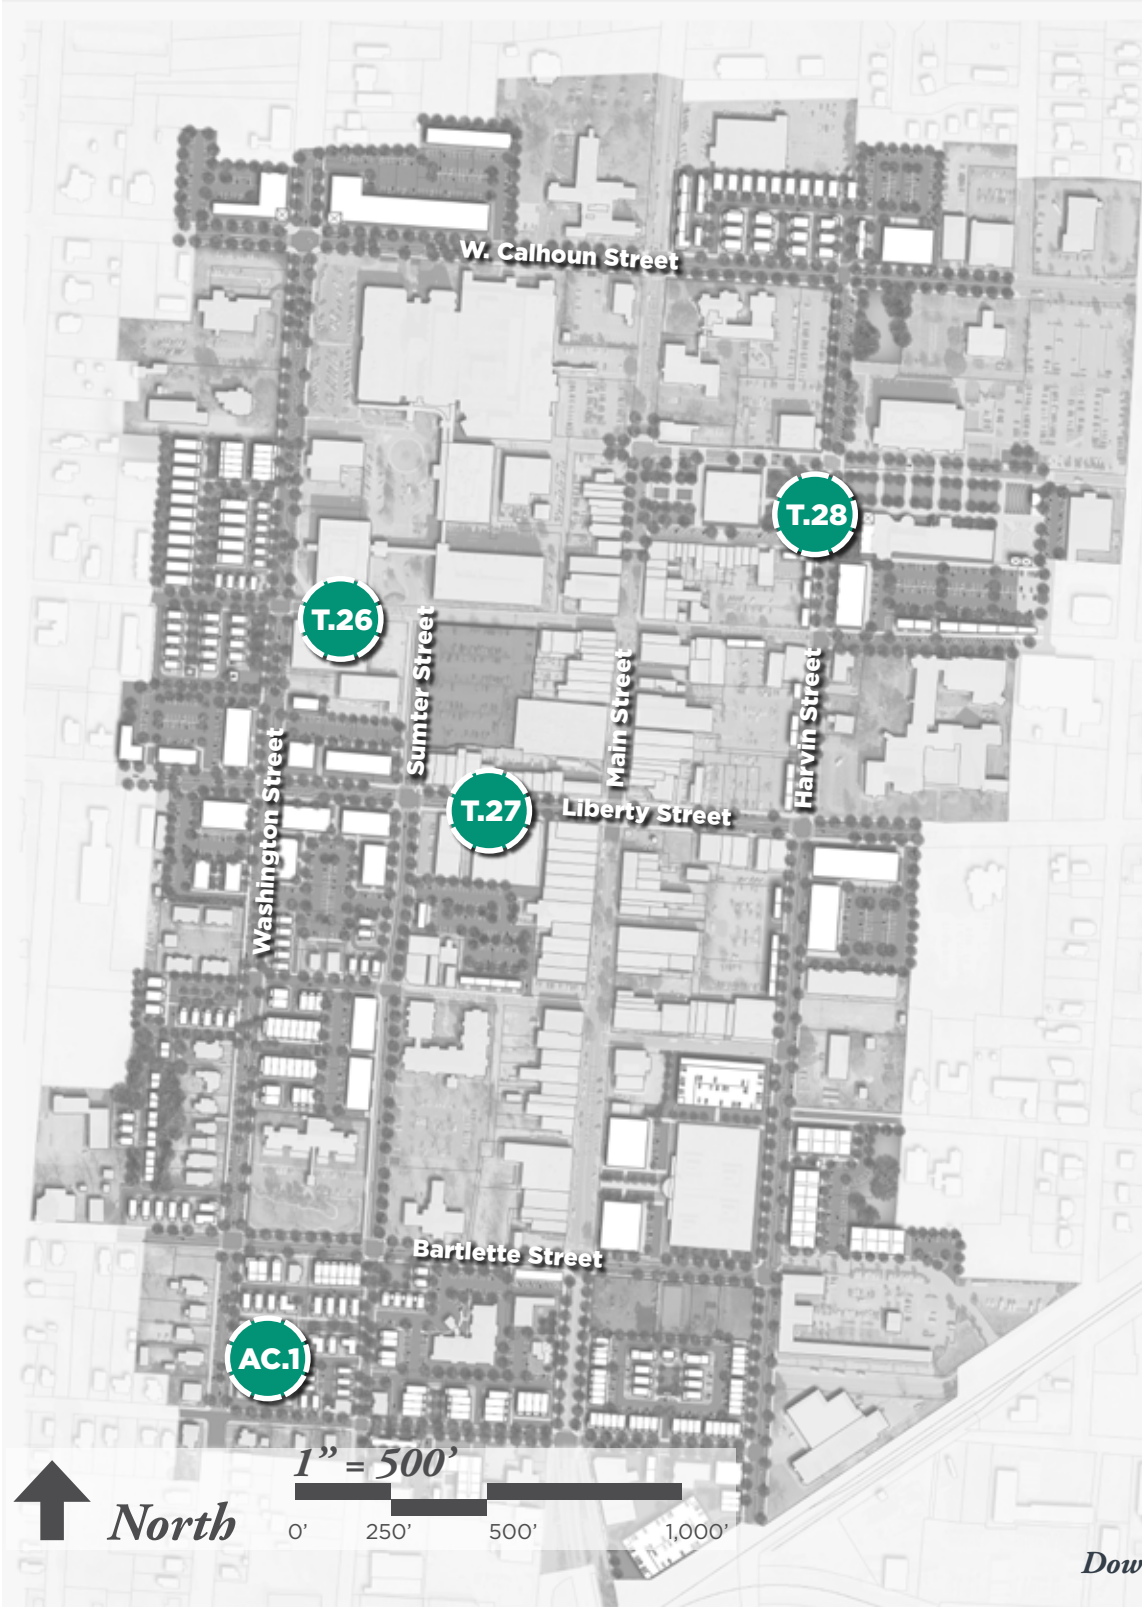 W. Calhoun Street
T.28
T.26
Sumter Street
Main Street
Harvin Street
Washington Street
T.27
Liberty Street
Bartlette Street
AC.1
1” = 500’
North
0’ 250’ 500’ 1,000’
Dow